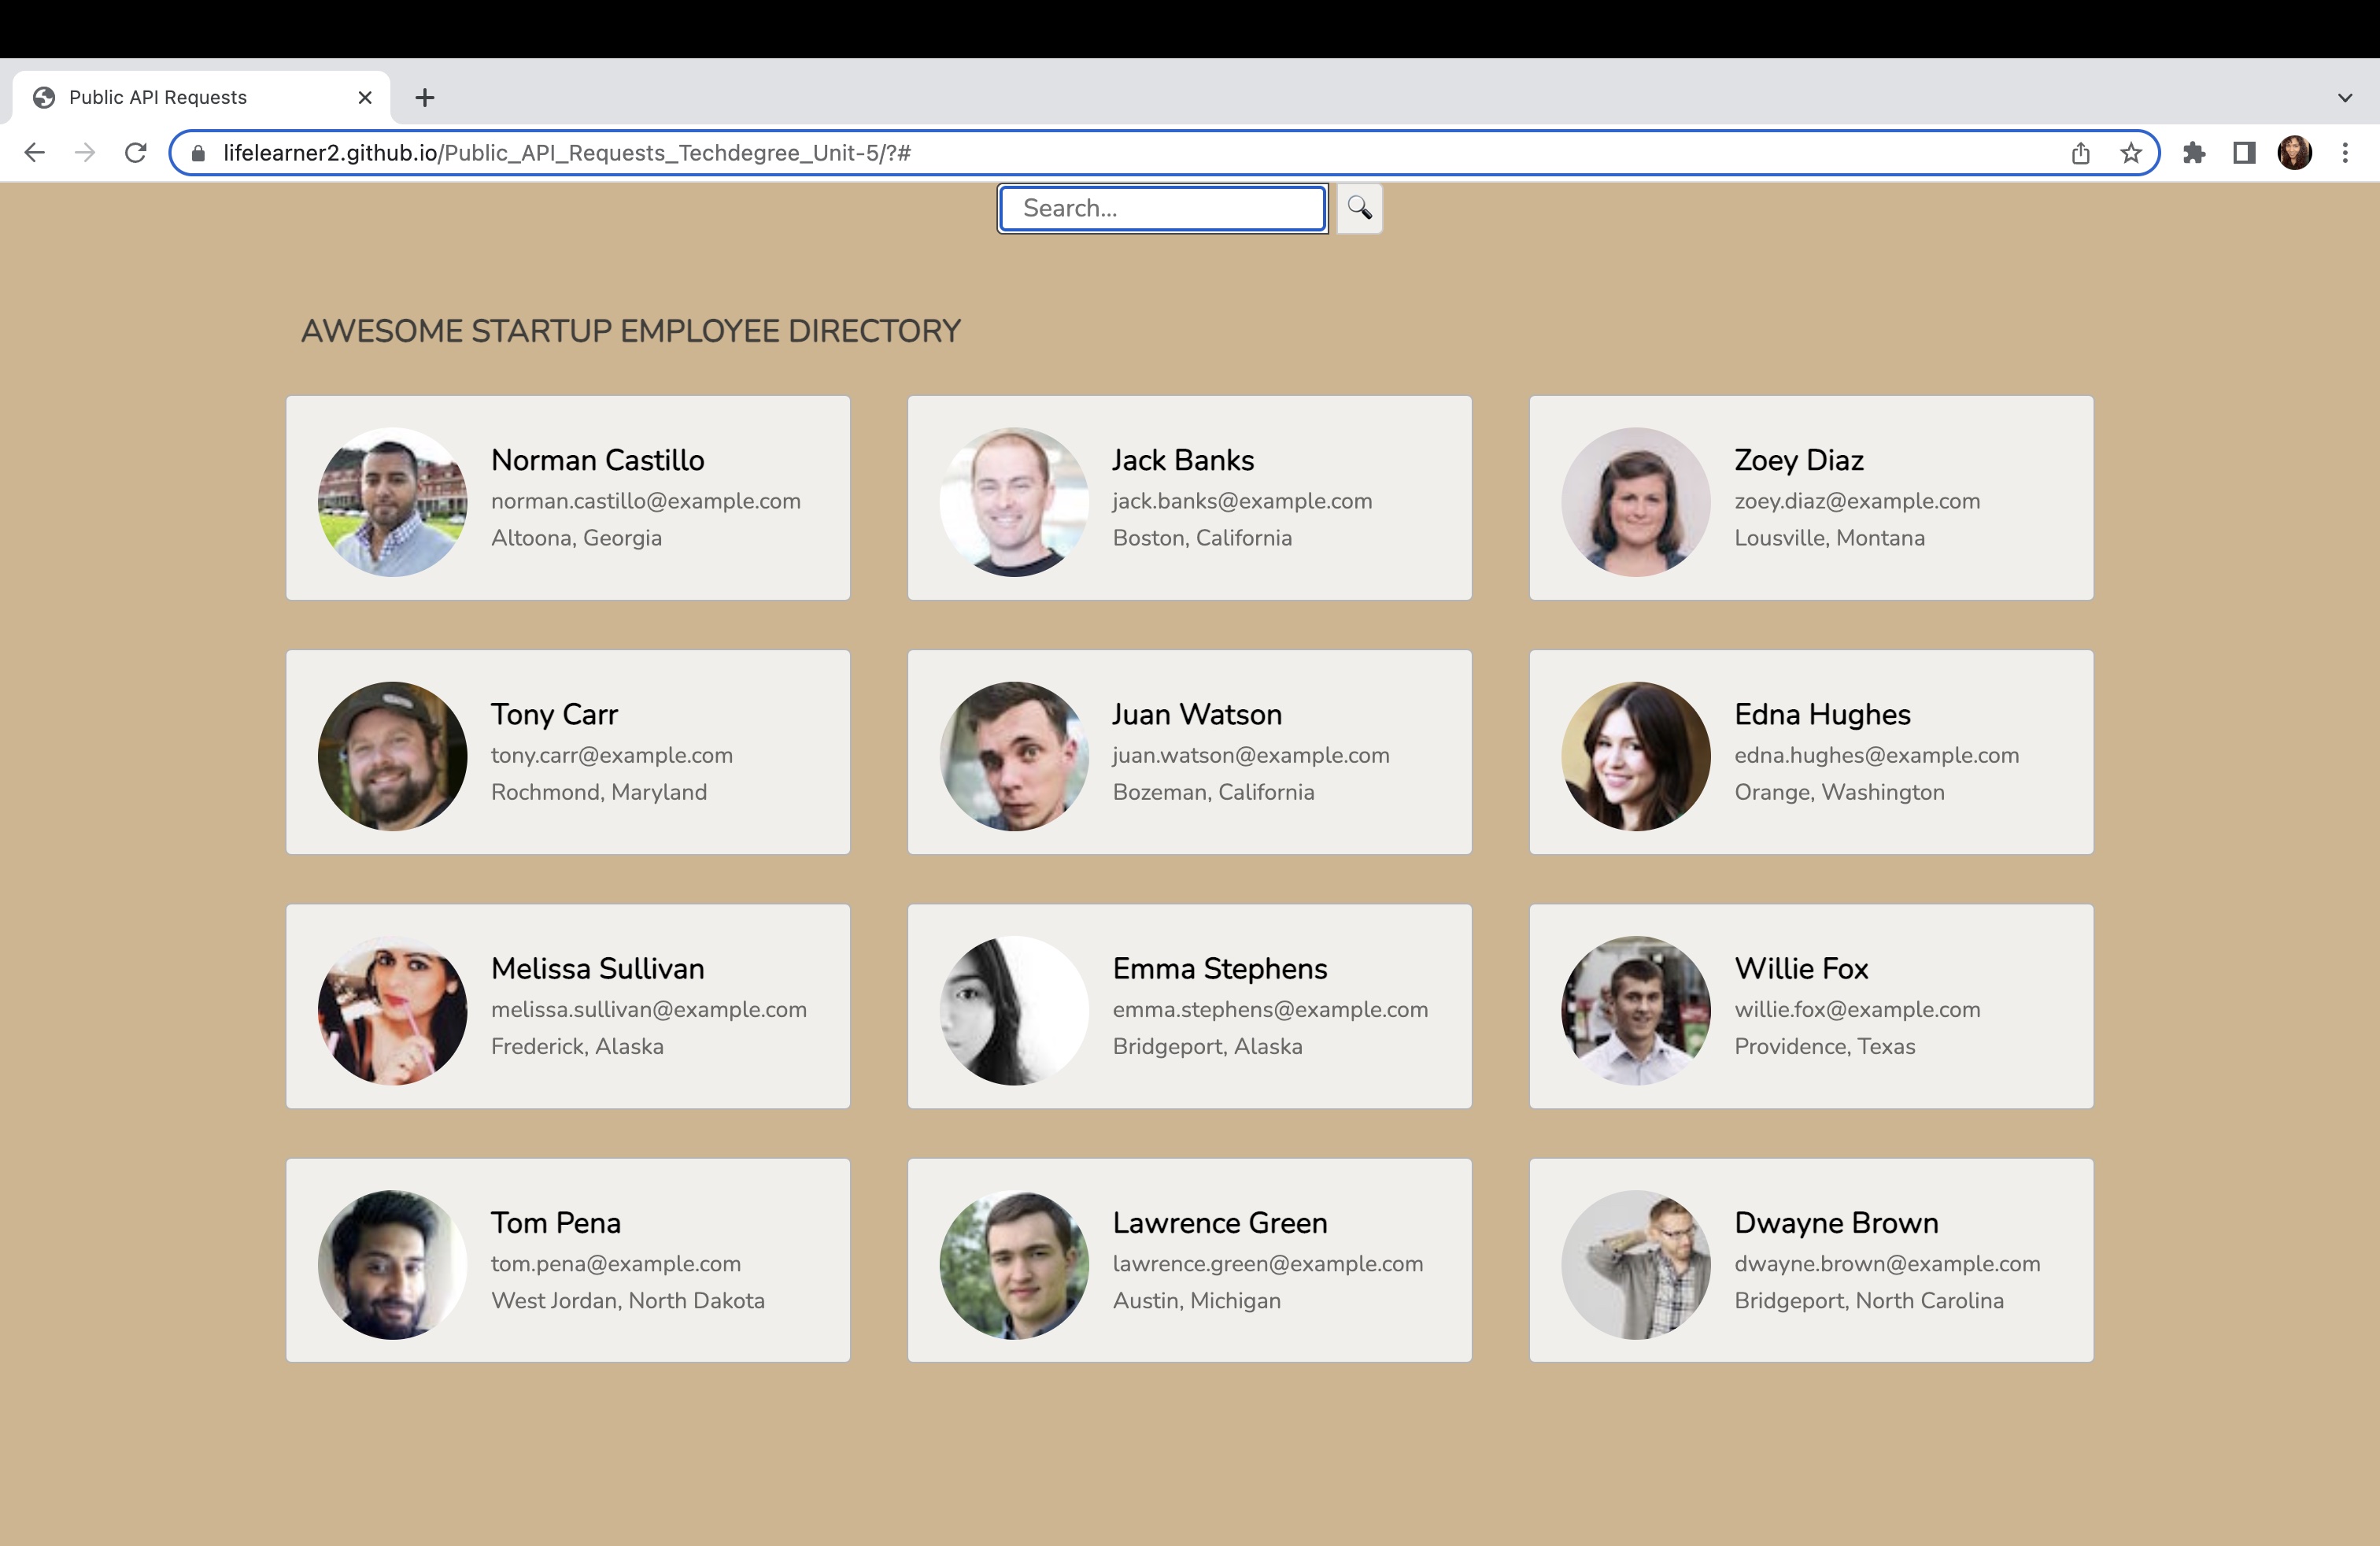 Public API Requests
lifelearner2.github.io/Public_API_Requests_Techdegree_Unit-5/?#
Search...
AWESOME STARTUP EMPLOYEE DIRECTORY
Norman Castillo
norman.castillo@example.com
Altoona, Georgia
Jack Banks
jack.banks@example.com
Boston, California
Zoey Diaz
zoey.diaz@example.com
Lousville, Montana
Tony Carr
tony.carr@example.com
Rochmond, Maryland
Juan Watson
juan.watson@example.com
Bozeman, California
Edna Hughes
edna.hughes@example.com
Orange, Washington
Melissa Sullivan
melissa.sullivan@example.com
Frederick, Alaska
Emma Stephens
emma.stephens@example.com
Bridgeport, Alaska
Willie Fox
willie.fox@example.com
Providence, Texas
Tom Pena
tom.pena@example.com
West Jordan, North Dakota
Lawrence Green
lawrence.green@example.com
Austin, Michigan
Dwayne Brown
dwayne.brown@example.com
Bridgeport, North Carolina